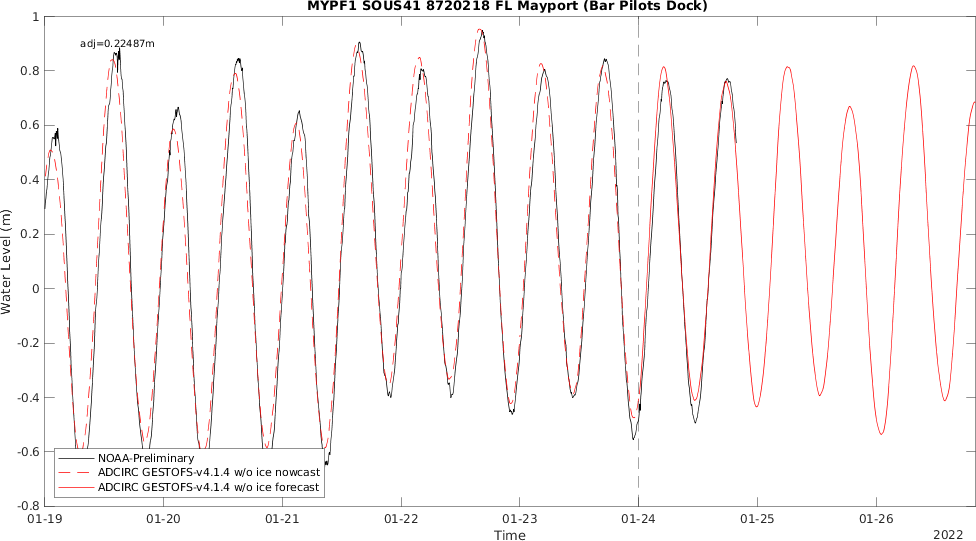 MYPF1 SOUS41 8720218 FL Mayport (Bar Pilots Dock)
adj=0.22487m
1
0.8
0.6
0.4
0.2
0
-0.2
-0.4
-0.6
-0.8
Water Level (m)
NOAA-Preliminary
ADCIRC GESTOFS-v4.1.4 w/o ice nowcast
ADCIRC GESTOFS-v4.1.4 w/o ice forecast
01-19 01-20 01-21 01-22 01-23 01-24 01-25 01-26
Time
2022